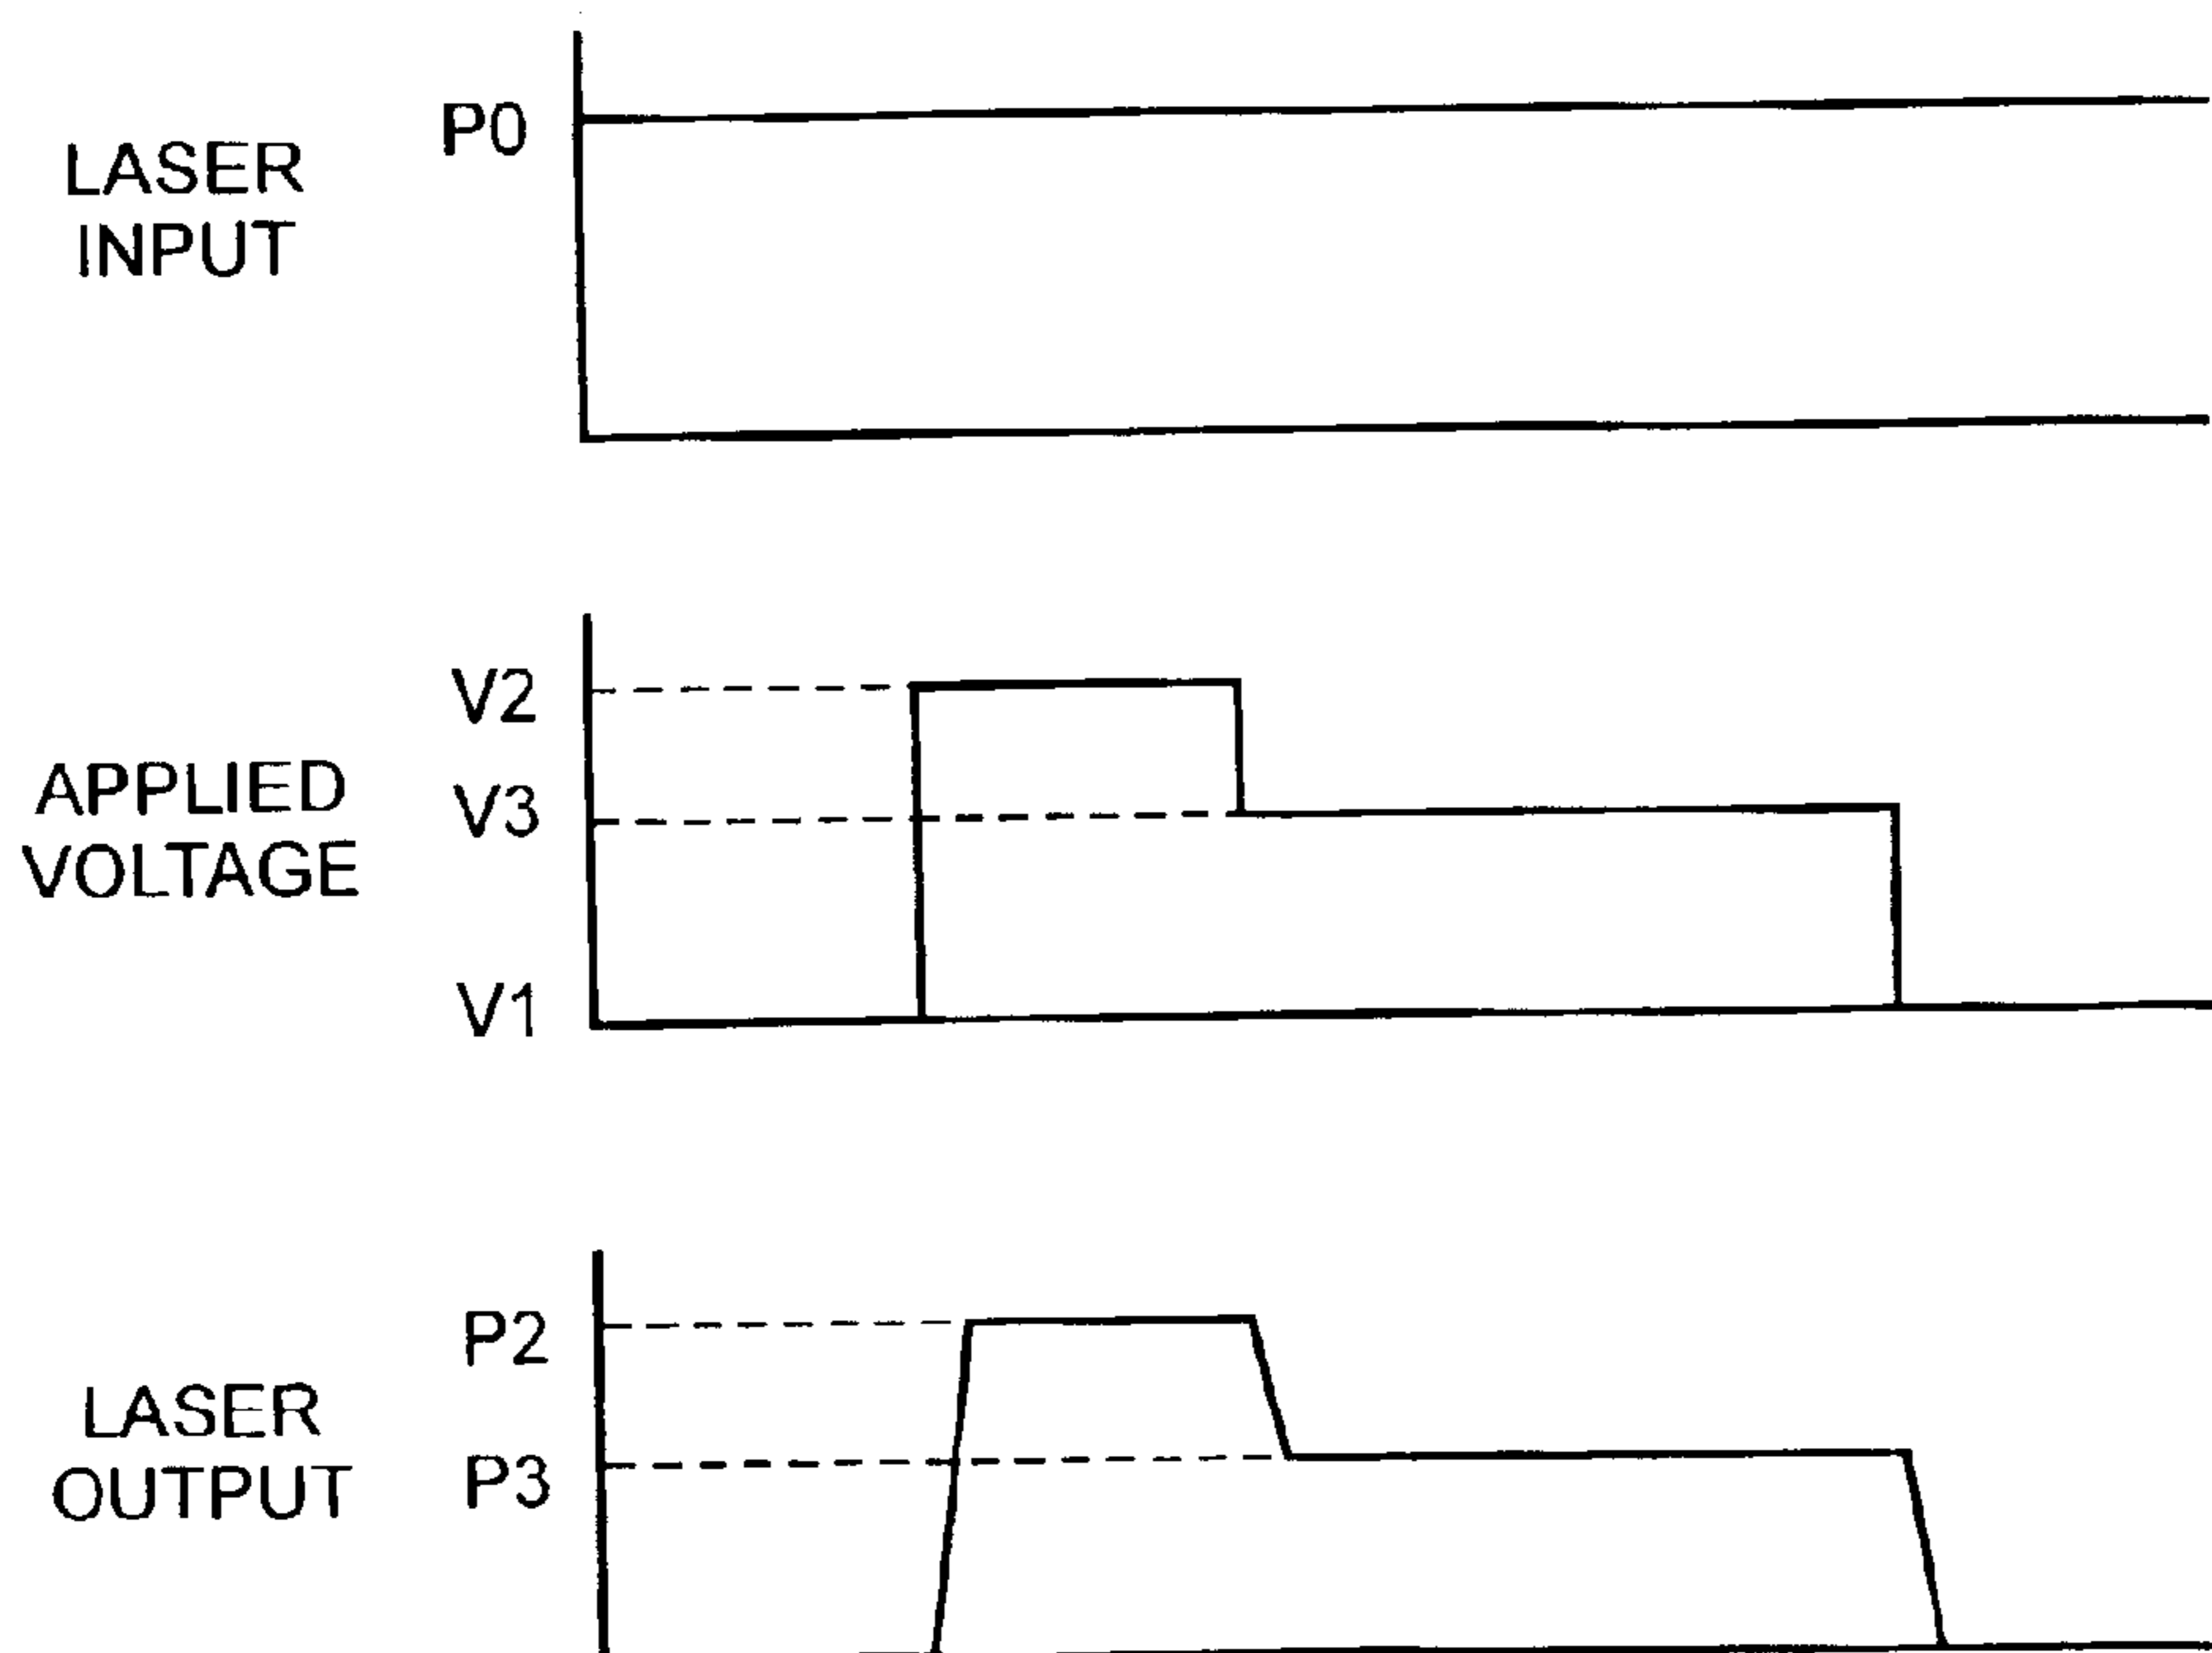 P0
LASER
INPUT
V2
V3
APPLIED
VOLTAGE
V1
P2
LASER
OUTPUT
P3